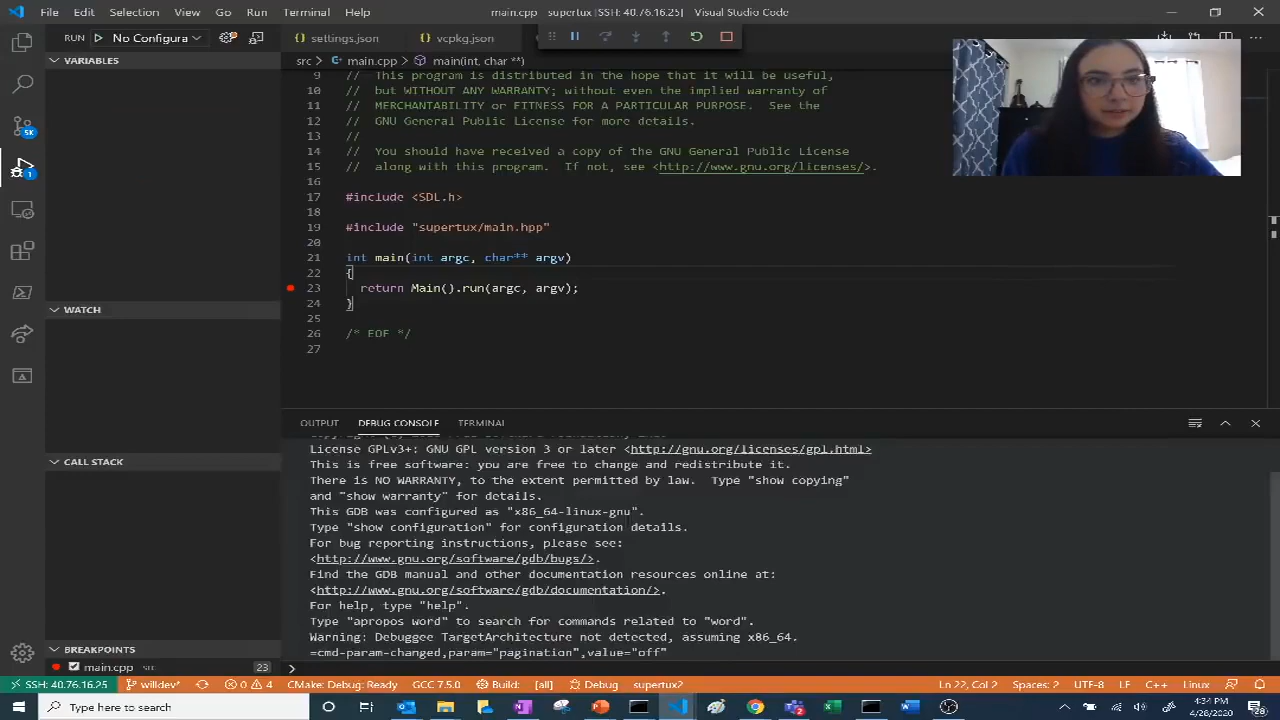 File Edit Selection View Go Run Terminal Help main.cpp - supertux [SSH: 40.76.16.25] - Visual Studio Code
RUN No Configura settings.json vcpkg.json
VARIABLES
src > main.cpp > main(int, char **)
9 // This program is distributed in the hope that it will be useful,
10 // but WITHOUT ANY WARRANTY; without even the implied warranty of
11 // MERCHANTABILITY or FITNESS FOR A PARTICULAR PURPOSE. See the
12 // GNU General Public License for more details.
13 //
14 // You should have received a copy of the GNU General Public License
15 // along with this program. If not, see <http://www.gnu.org/licenses/>.
16
17 #include <SDL.h>
18
19 #include "supertux/main.hpp"
20
21 int main(int argc, char** argv)
22 {
23 return Main().run(argc, argv);
24 }
25
26 /* EOF */
27
5K
1
WATCH
CALL STACK
BREAKPOINTS
main.cpp src 23
OUTPUT DEBUG CONSOLE TERMINAL
License GPLv3+: GNU GPL version 3 or later <http://gnu.org/licenses/gpl.html>
This is free software: you are free to change and redistribute it.
There is NO WARRANTY, to the extent permitted by law. Type "show copying"
and "show warranty" for details.
This GDB was configured as "x86_64-linux-gnu".
Type "show configuration" for configuration details.
For bug reporting instructions, please see:
<http://www.gnu.org/software/gdb/bugs/>.
Find the GDB manual and other documentation resources online at:
<http://www.gnu.org/software/gdb/documentation/>.
For help, type "help".
Type "apropos word" to search for commands related to "word".
Warning: Debuggee TargetArchitecture not detected, assuming x86_64.
=cmd-param-changed,param="pagination",value="off"
>
SSH: 40.76.16.25 willdev* 0 4 CMake: Debug: Ready GCC 7.5.0 Build: [all] Debug supertux2 Ln 22, Col 2 Spaces: 2 UTF-8 LF C++ Linux
Type here to search
4:34 PM
4/26/2020
28